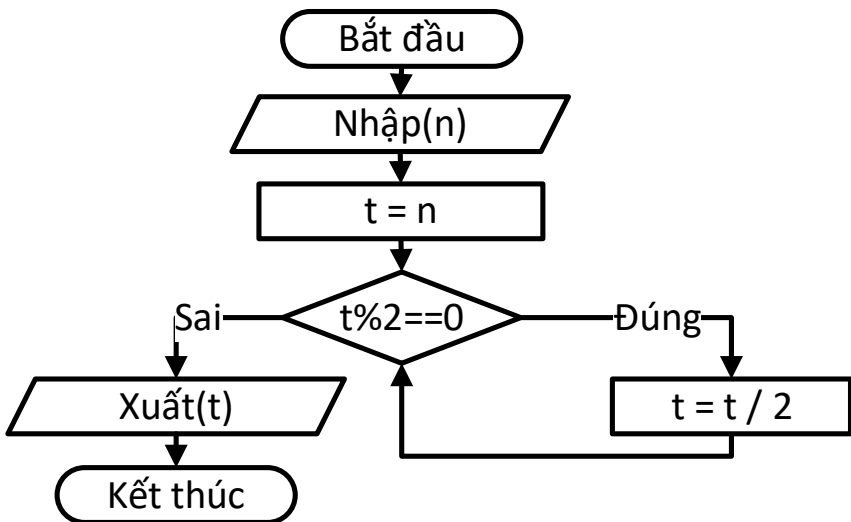 Bắt đầu
Nhập(n)
t = n
t%2==0
Sai
Đúng
Xuất(t)
t = t / 2
Kết thúc